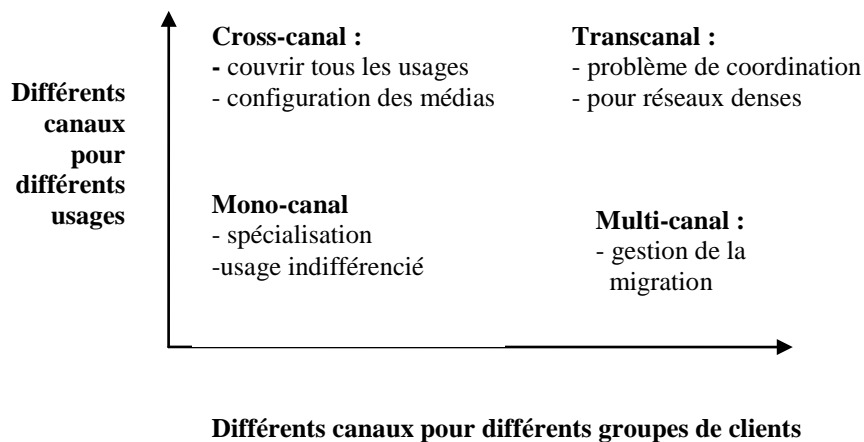 Différents
canaux
pour
différents
usages
Cross-canal :
- couvrir tous les usages
- configuration des médias
Transcanal :
- problème de coordination
- pour réseaux denses
Mono-canal
- spécialisation
-usage indifférencié
Multi-canal :
- gestion de la
migration
Différents canaux pour différents groupes de clients